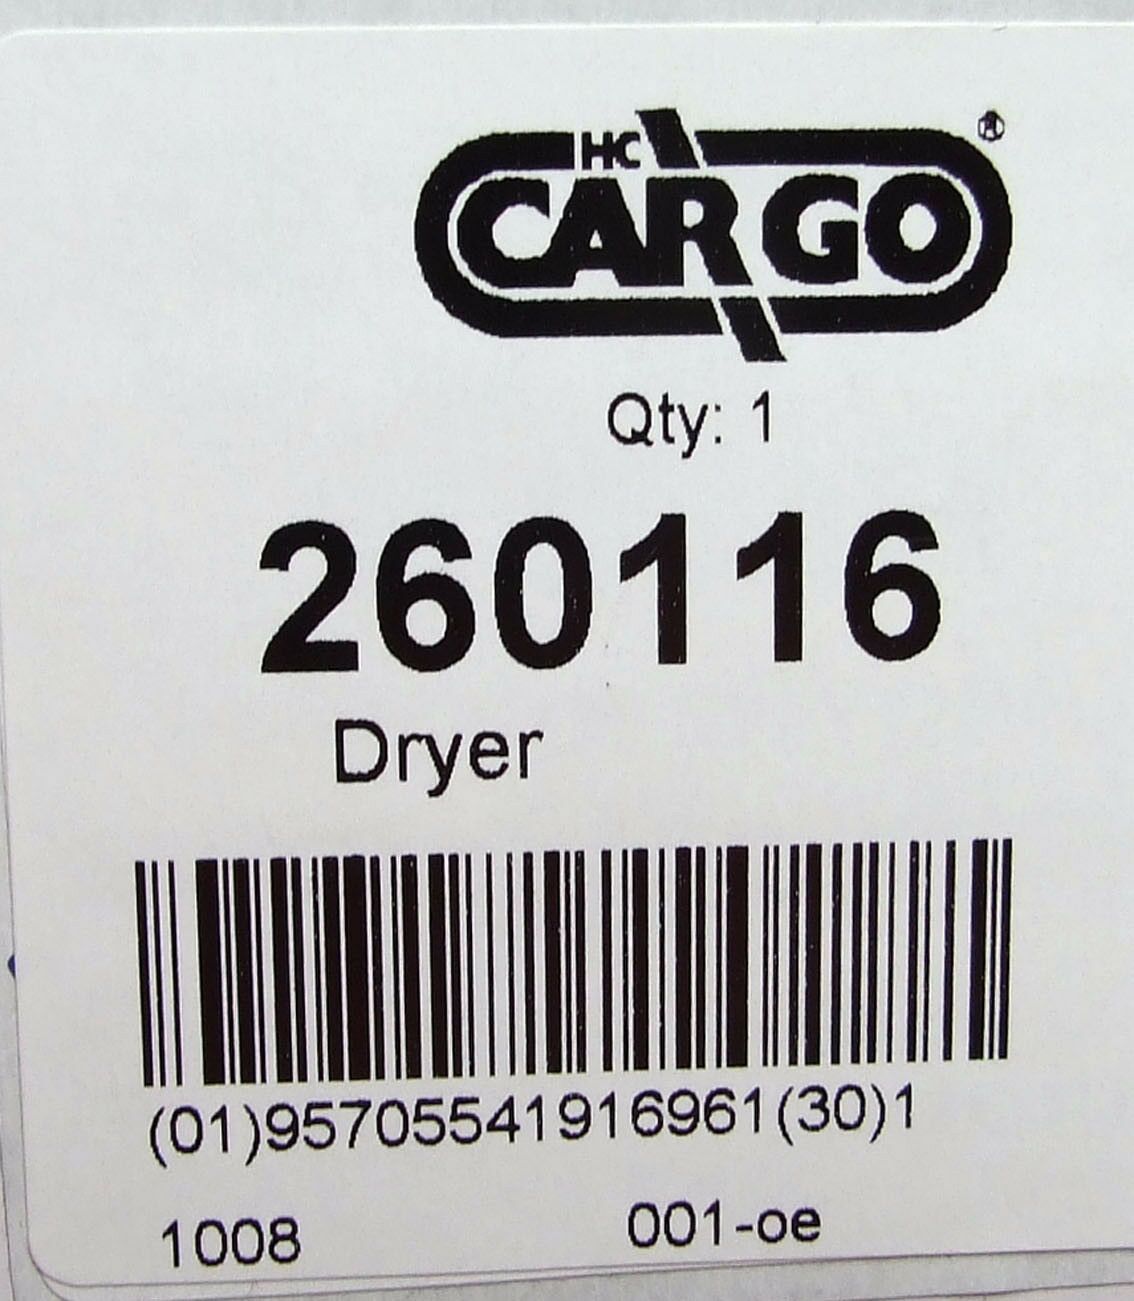 HC
CARGO®
Qty: 1
260116
Dryer
(01)95705541916961(30)1
1008 001-oe